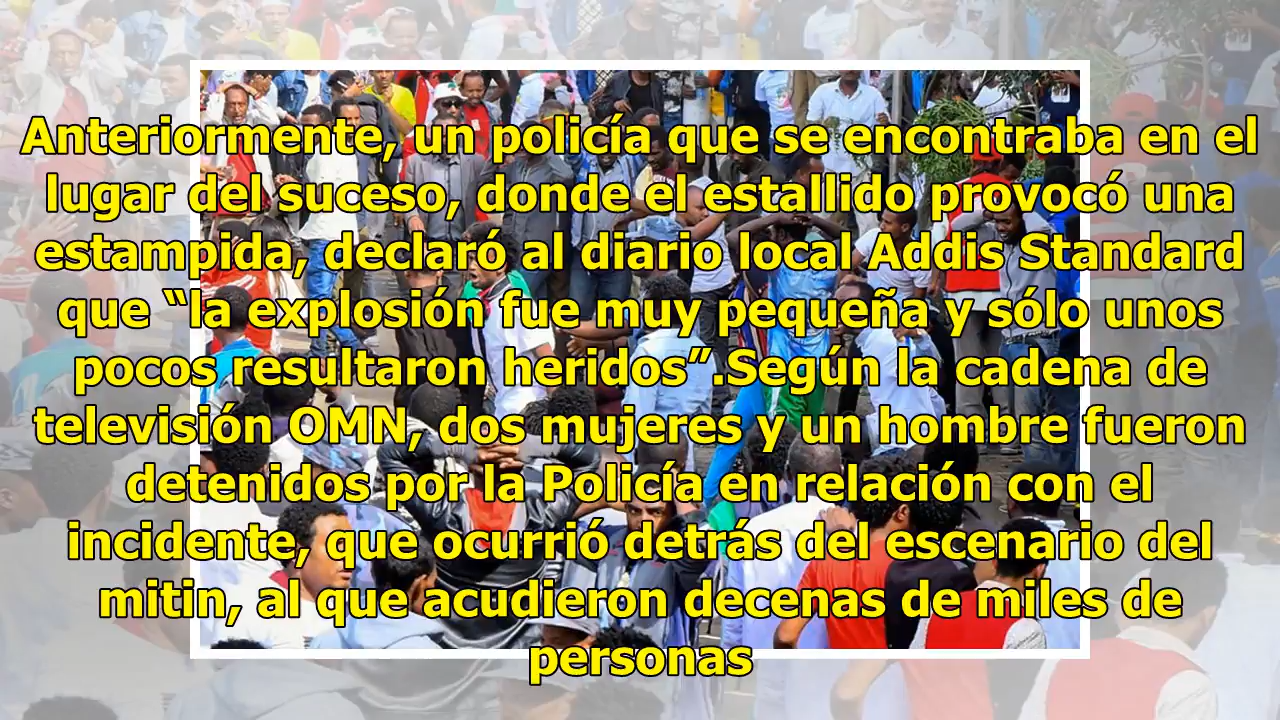 Anteriormente, un policía que se encontraba en el
lugar del suceso, donde el estallido provocó una
estampida, declaró al diario local Addis Standard
que “la explosión fue muy pequeña y sólo unos
pocos resultaron heridos”.Según la cadena de
televisión OMN, dos mujeres y un hombre fueron
detenidos por la Policía en relación con el
incidente, que ocurrió detrás del escenario del
mitin, al que acudieron decenas de miles de
personas